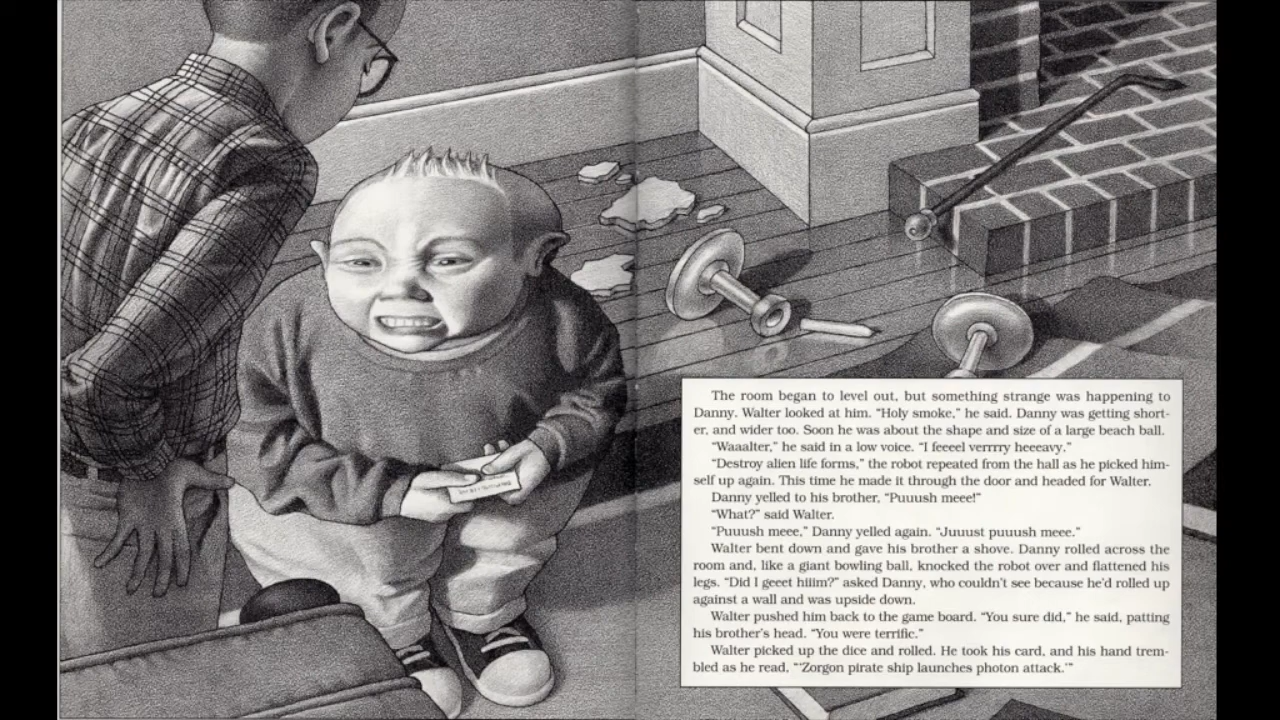 The room began to level out, but something strange was happening to
Danny. Walter looked at him. “Holy smoke,” he said. Danny was getting short-
er, and wider too. Soon he was about the shape and size of a large beach ball.
“Waaalter,” he said in a low voice. “I feeeel verrrry heeeavy.”
“Destroy alien life forms,” the robot repeated from the hall as he picked him-
self up again. This time he made it through the door and headed for Walter.
Danny yelled to his brother, “Puuush meee!”
“What?” said Walter.
“Puuush meee,” Danny yelled again. “Juuust puuush meee.”
Walter bent down and gave his brother a shove. Danny rolled across the
room and, like a giant bowling ball, knocked the robot over and flattened his
legs. “Did I geeet hiiim?” asked Danny, who couldn’t see because he’d rolled up
against a wall and was upside down.
Walter pushed him back to the game board. “You sure did,” he said, patting
his brother’s head. “You were terrific.”
Walter picked up the dice and rolled. He took his card, and his hand trem-
bled as he read, “‘Zorgon pirate ship launches photon attack.’”